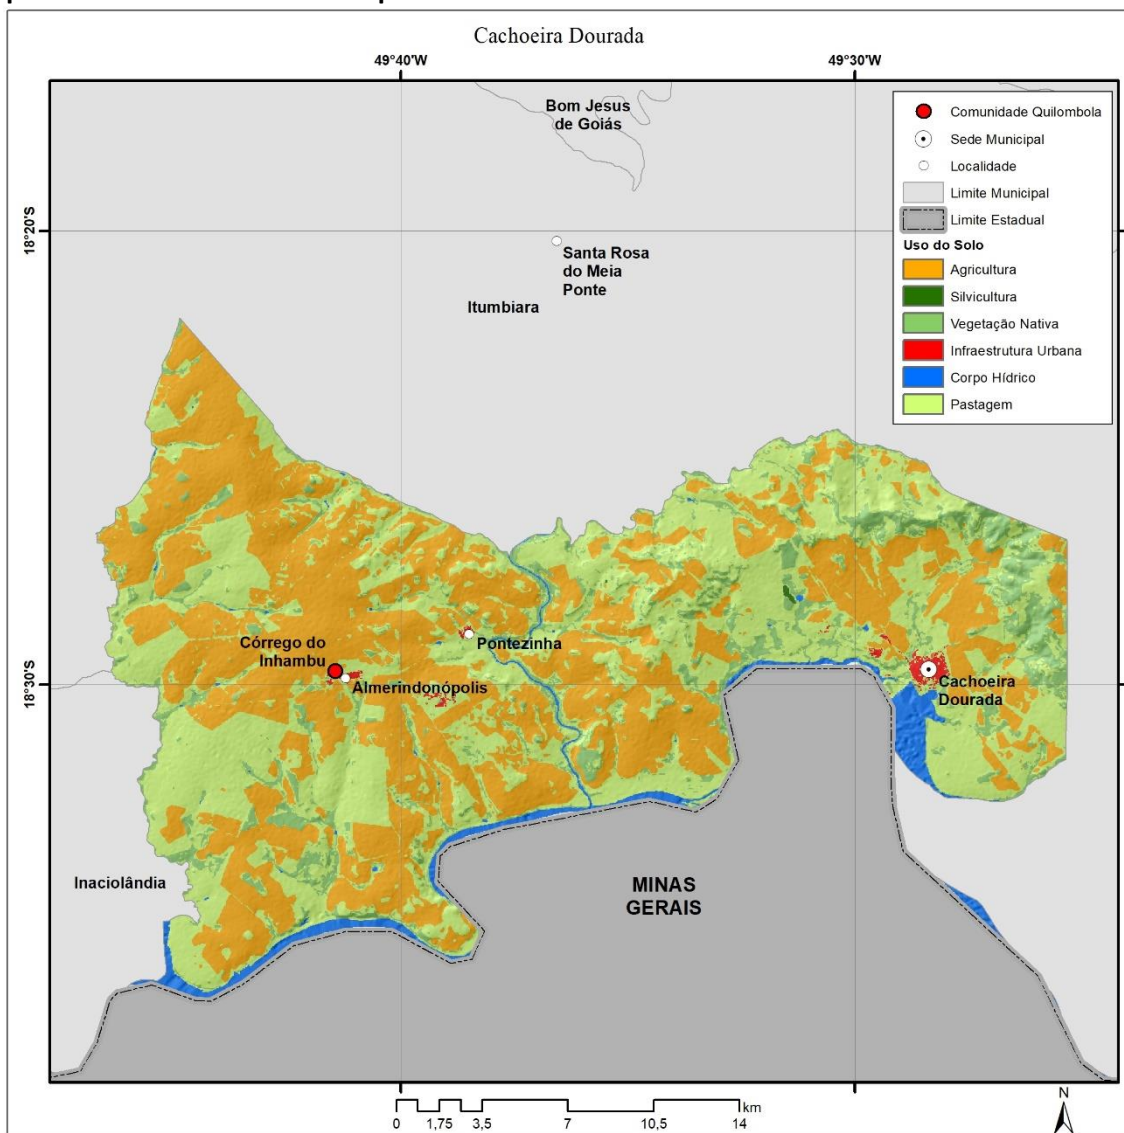 Cachoeira Dourada
49°40'W
49°30'W
Bom Jesus
de Goiás
Comunidade Quilombola
Sede Municipal
Localidade
Limite Municipal
Limite Estadual
Uso do Solo
Agricultura
Silvicultura
Vegetação Nativa
Infraestrutura Urbana
Corpo Hídrico
Pastagem
18°20'S
Santa Rosa
do Meia
Ponte
Itumbiara
Córrego do
Inhambu
Pontezinha
Almerindonópolis
18°30'S
Cachoeira
Dourada
Inaciolândia
MINAS
GERAIS
N
km
0 1,75 3,5 7 10,5 14